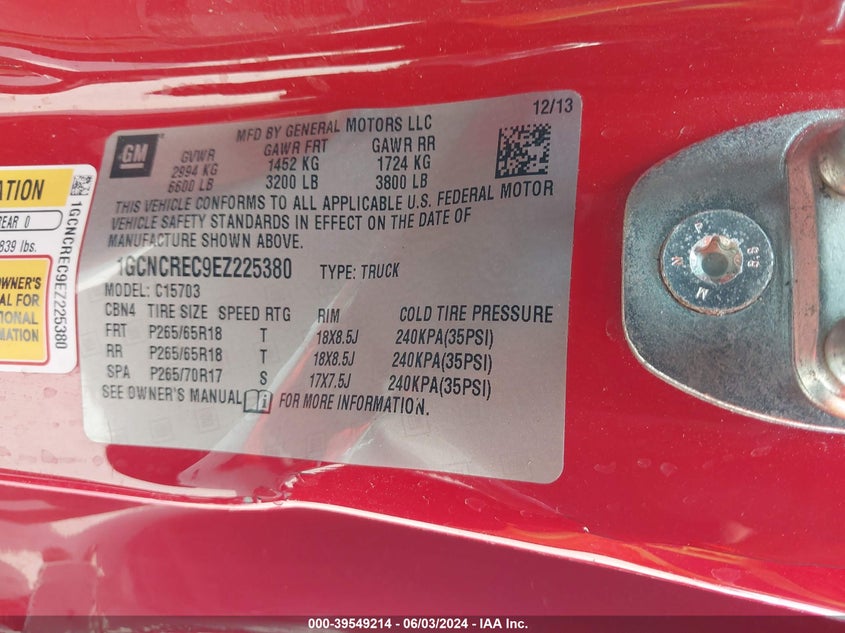 12/13
GM
MFD BY GENERAL MOTORS LLC
GVWR GAWR FRT GAWR RR
2994 KG 1452 KG 1724 KG
6600 LB 3200 LB 3800 LB
THIS VEHICLE CONFORMS TO ALL APPLICABLE U.S. FEDERAL MOTOR
VEHICLE SAFETY STANDARDS IN EFFECT ON THE DATE OF
MANUFACTURE SHOWN ABOVE.
1GCNCREC9EZ225380 TYPE: TRUCK
MODEL: C15703
CBN4 TIRE SIZE SPEED RTG RIM COLD TIRE PRESSURE
FRT P265/65R18 T 18X8.5J 240KPA(35PSI)
RR P265/65R18 T 18X8.5J 240KPA(35PSI)
SPA P265/70R17 S 17X7.5J 240KPA(35PSI)
SEE OWNER'S MANUAL i FOR MORE INFORMATION.
REAR 0
839 lbs.
OWNER'S
FOR
1GCNCREC9EZ225380
P
8.8
N
N
000-39549214 - 06/03/2024 - IAA Inc.